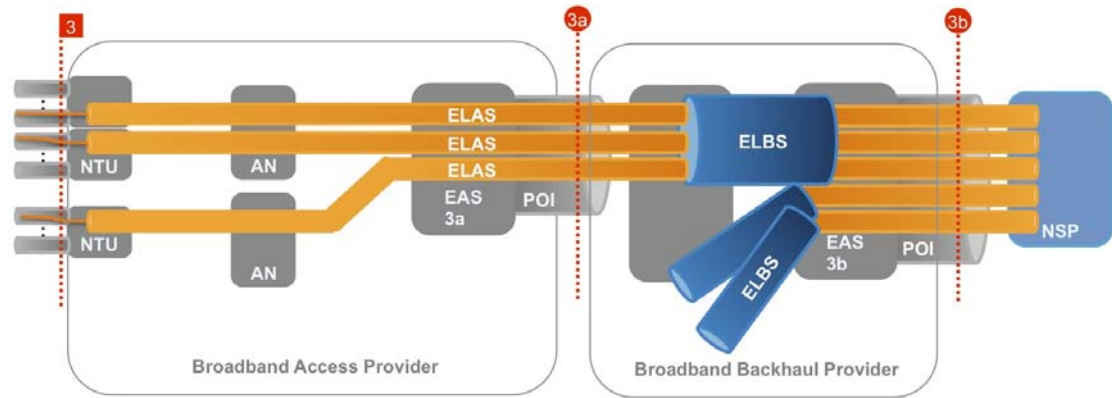 3
3a
3b
ELAS
ELAS
ELAS
ELBS
NTU
AN
EAS
3a
POI
NTU
AN
ELBS
EAS
3b
POI
NSP
Broadband Access Provider
Broadband Backhaul Provider